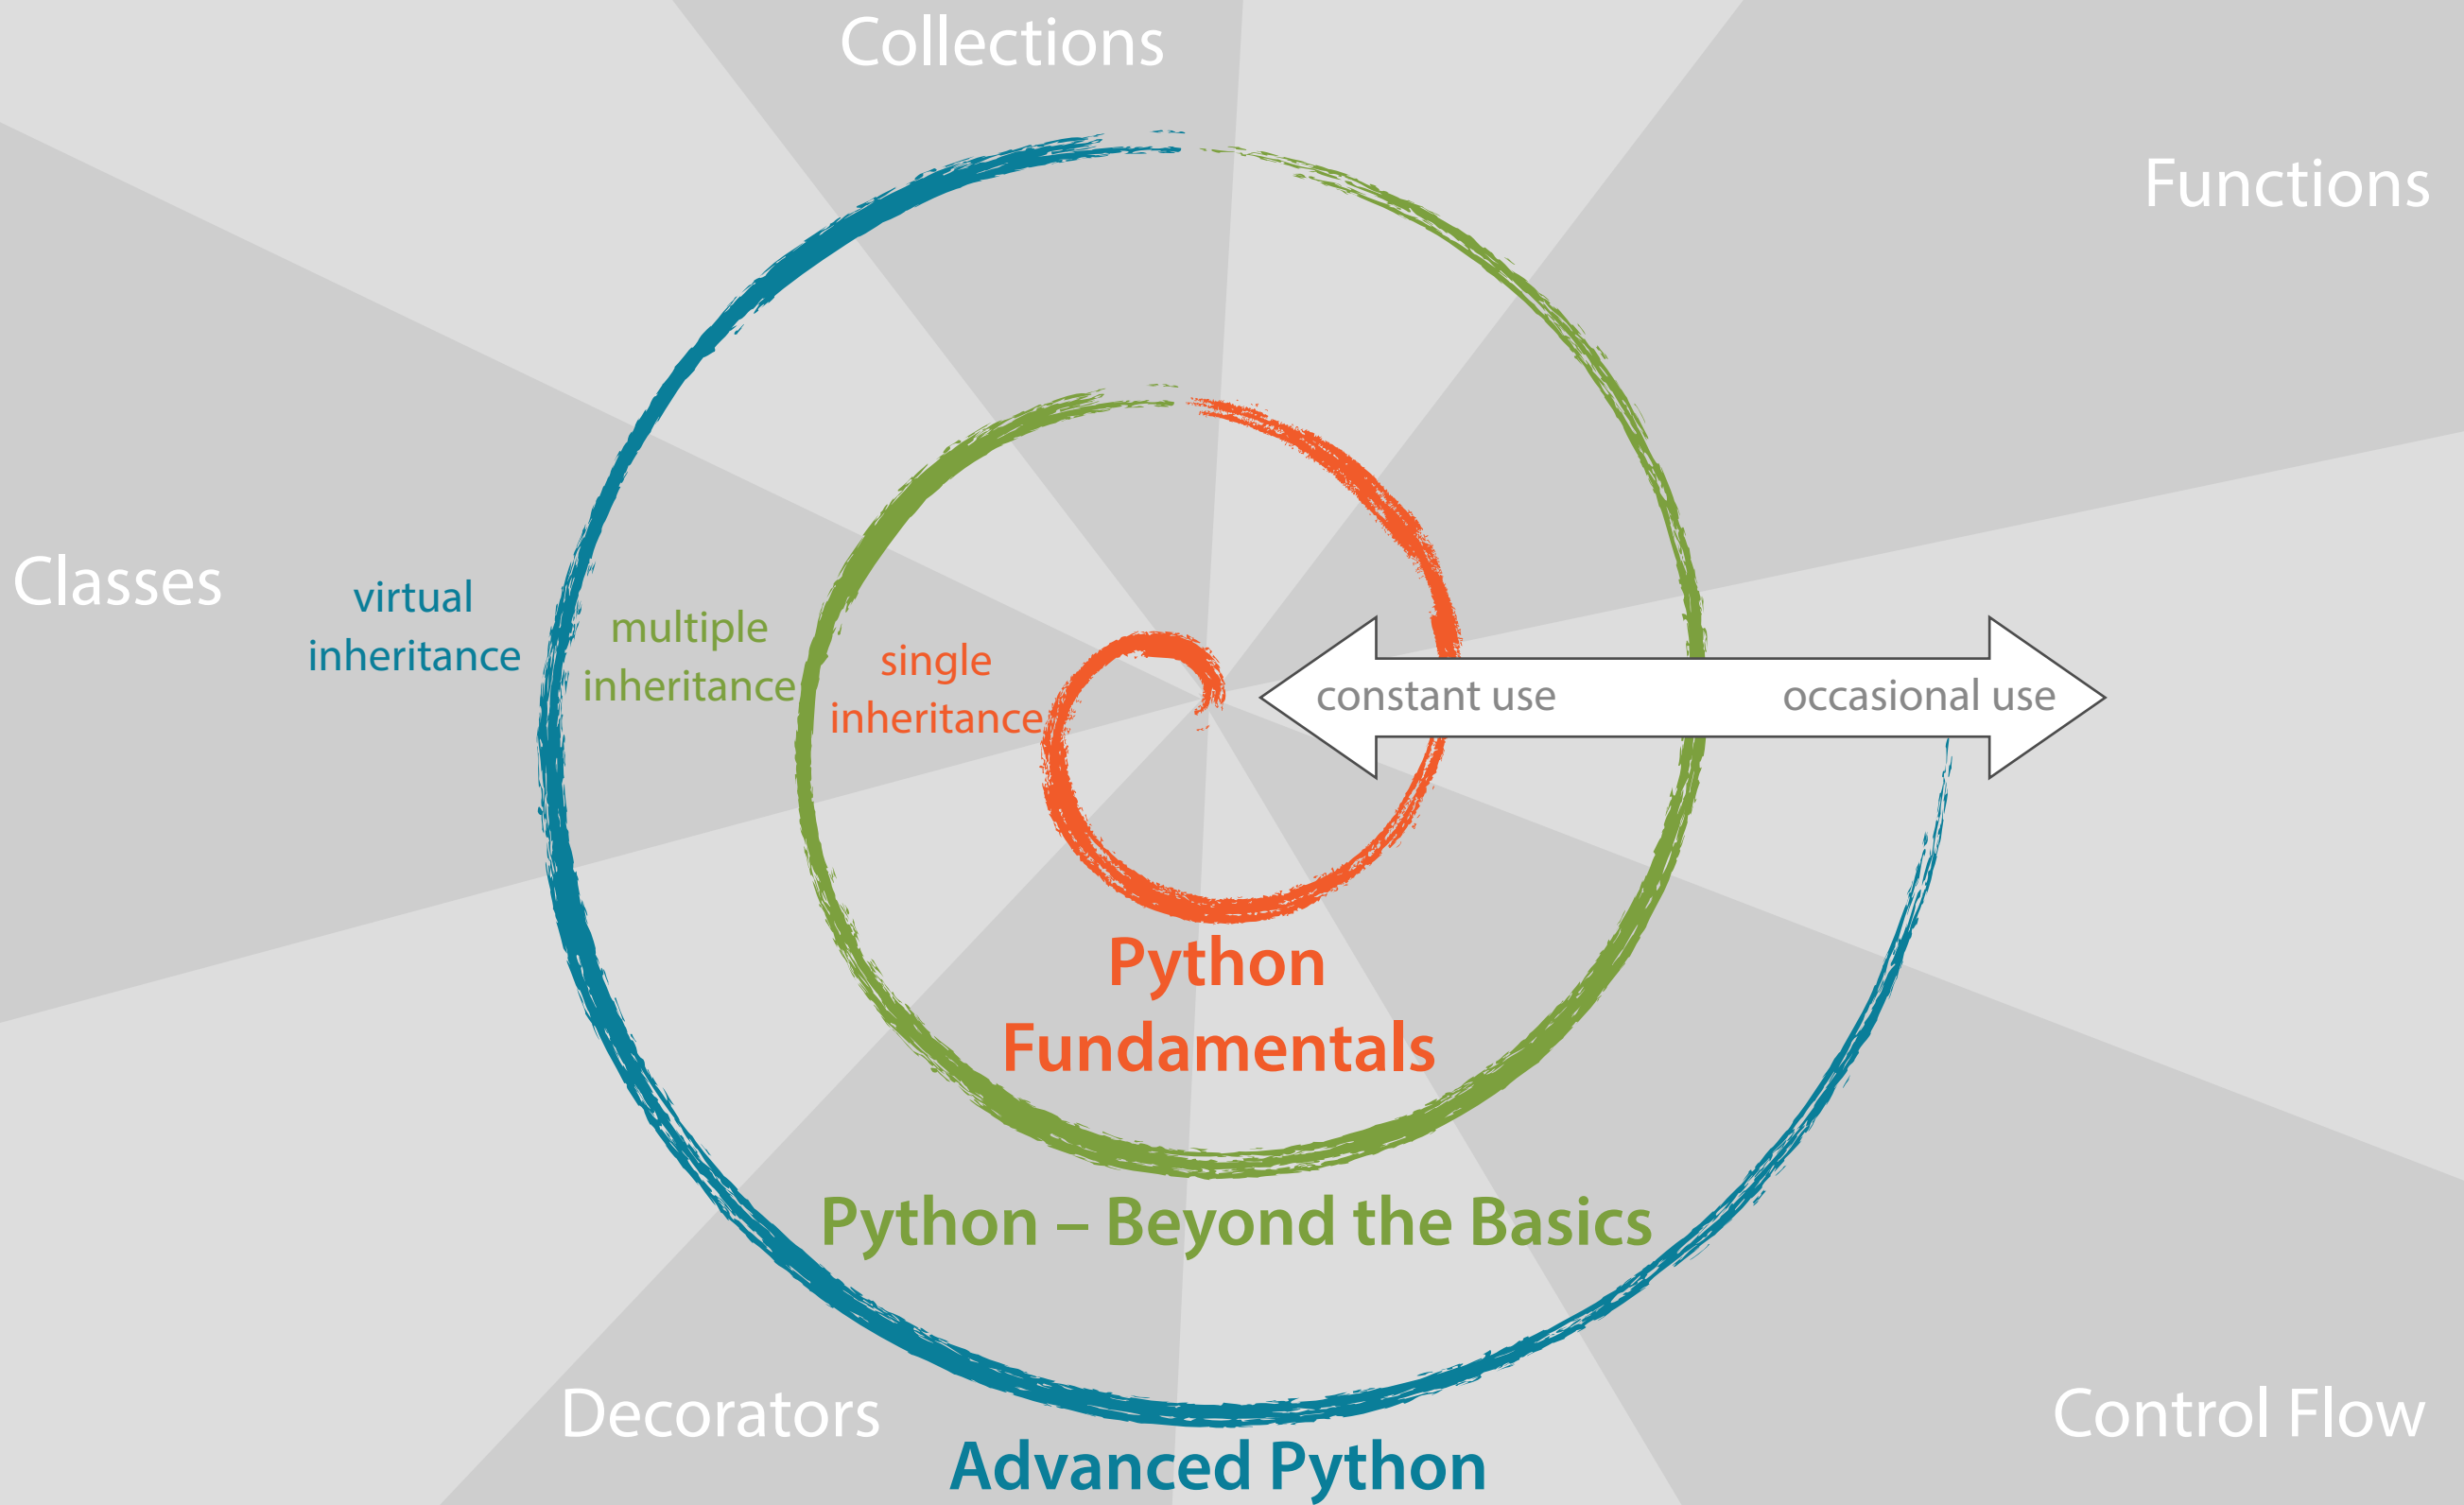 Collections
Functions
Classes
virtual
inheritance
multiple
inheritance
single
inheritance
constant use
occasional use
Python
Fundamentals
Python – Beyond the Basics
Decorators
Control Flow
Advanced Python